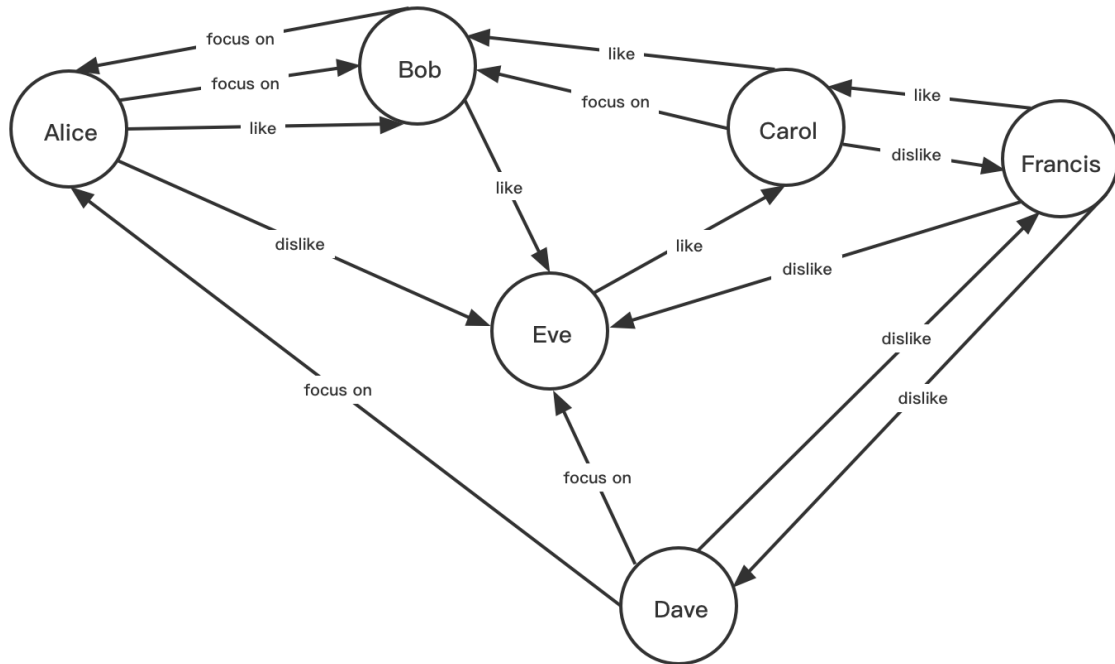 focus on
Bob
like
focus on
focus on
like
Alice
like
Carol
dislike
Francis
like
dislike
like
dislike
Eve
dislike
focus on
dislike
focus on
Dave